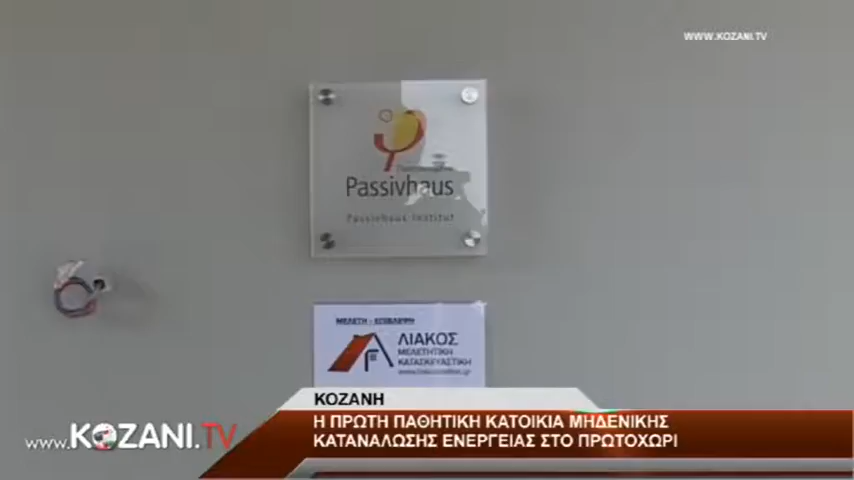 WWW.KOZANI.TV
Passivhaus
Passivhaus Institut
ΜΕΛΕΤΗ - ΕΠΙΒΛΕΨΗ
ΛΙΑΚΟΣ
ΜΕΛΕΤΗΤΙΚΗ
ΚΑΤΑΣΚΕΥΑΣΤΙΚΗ
ΚΟΖΑΝΗ
Η ΠΡΩΤΗ ΠΑΘΗΤΙΚΗ ΚΑΤΟΙΚΙΑ ΜΗΔΕΝΙΚΗΣ
ΚΑΤΑΝΑΛΩΣΗΣ ΕΝΕΡΓΕΙΑΣ ΣΤΟ ΠΡΩΤΟΧΩΡΙ
www.KOZANI.TV